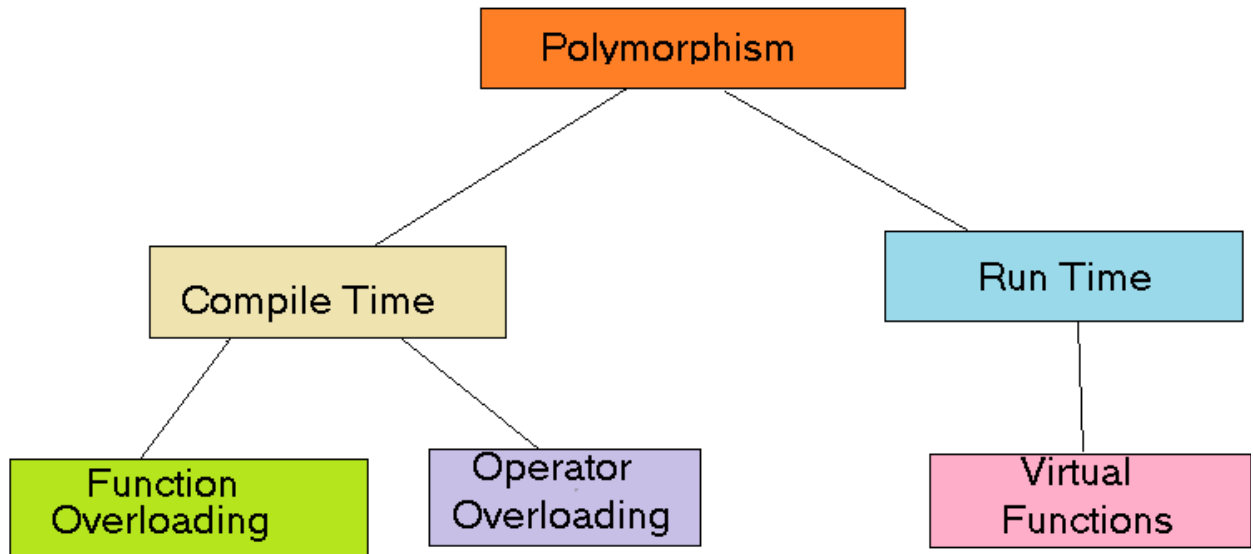 Polymorphism
Compile Time
Run Time
Function
Overloading
Operator
Overloading
Virtual
Functions